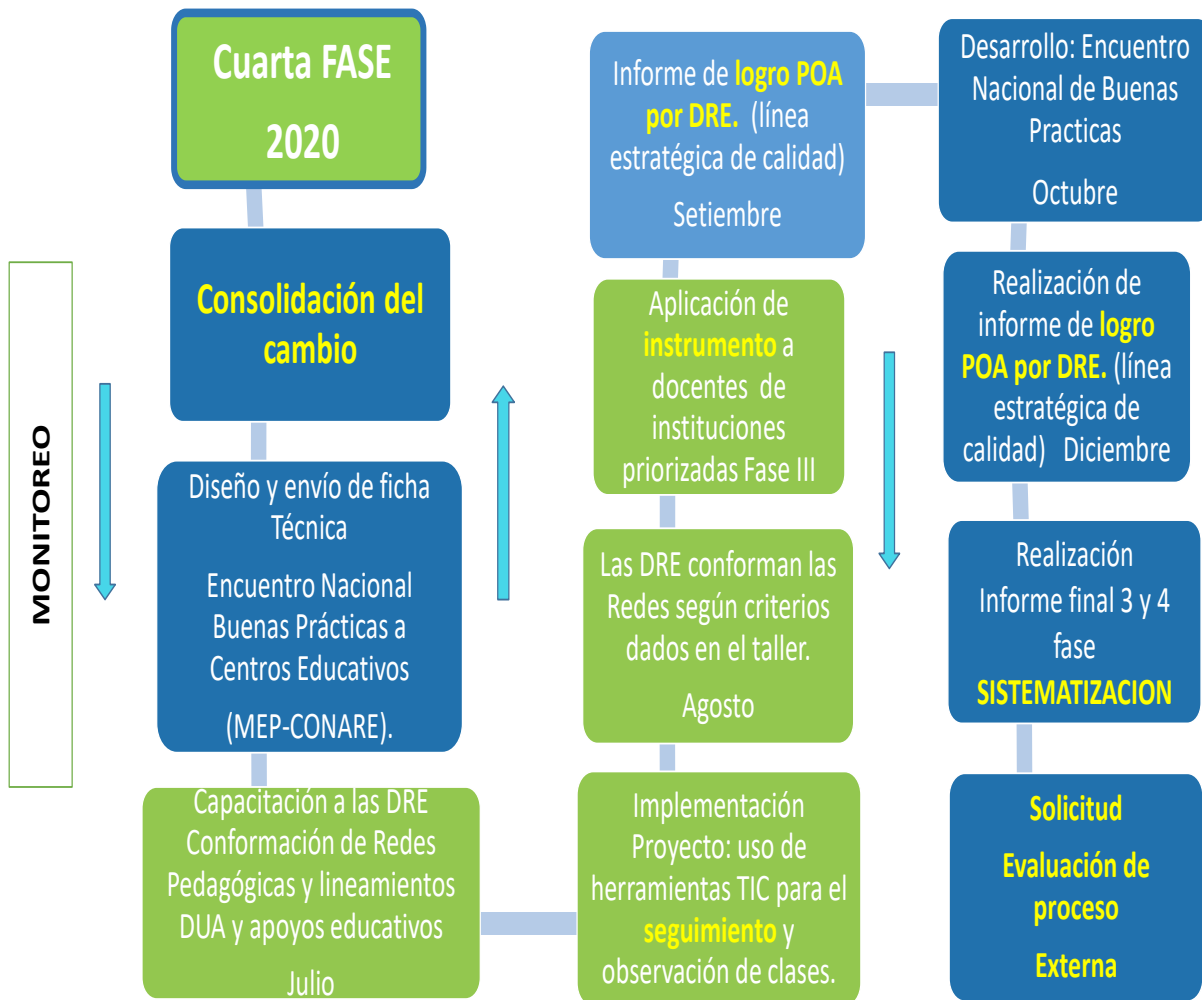 MONITOREO
Cuarta FASE
2020
Consolidación del
cambio
Diseño y envío de ficha
Técnica
Encuentro Nacional
Buenas Prácticas a
Centros Educativos
(MEP-CONARE).
Capacitación a las DRE
Conformación de Redes
Pedagógicas y lineamientos
DUA y apoyos educativos
Julio
Implementación
Proyecto: uso de
herramientas TIC para el
seguimiento y
observación de clases.
Las DRE conforman las
Redes según criterios
dados en el taller.
Agosto
Aplicación de
instrumento a
docentes de
instituciones
priorizadas Fase III
Informe de logro POA
por DRE. (línea
estratégica de calidad)
Setiembre
Desarrollo: Encuentro
Nacional de Buenas
Practicas
Octubre
Realización de
informe de logro
POA por DRE. (línea
estratégica de
calidad) Diciembre
Realización
Informe final 3 y 4
fase
SISTEMATIZACION
Solicitud
Evaluación de
proceso
Externa